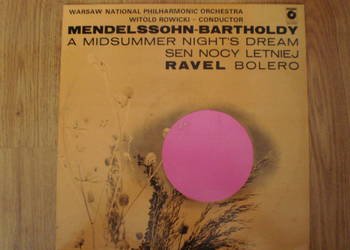 WARSAW NATIONAL PHILHARMONIC ORCHESTRA
WITOLD ROWICKI - CONDUCTOR
MENDELSSOHN-BARTHOLDY
A MIDSUMMER NIGHT'S DREAM
SEN NOCY LETNIEJ
RAVEL BOLERO